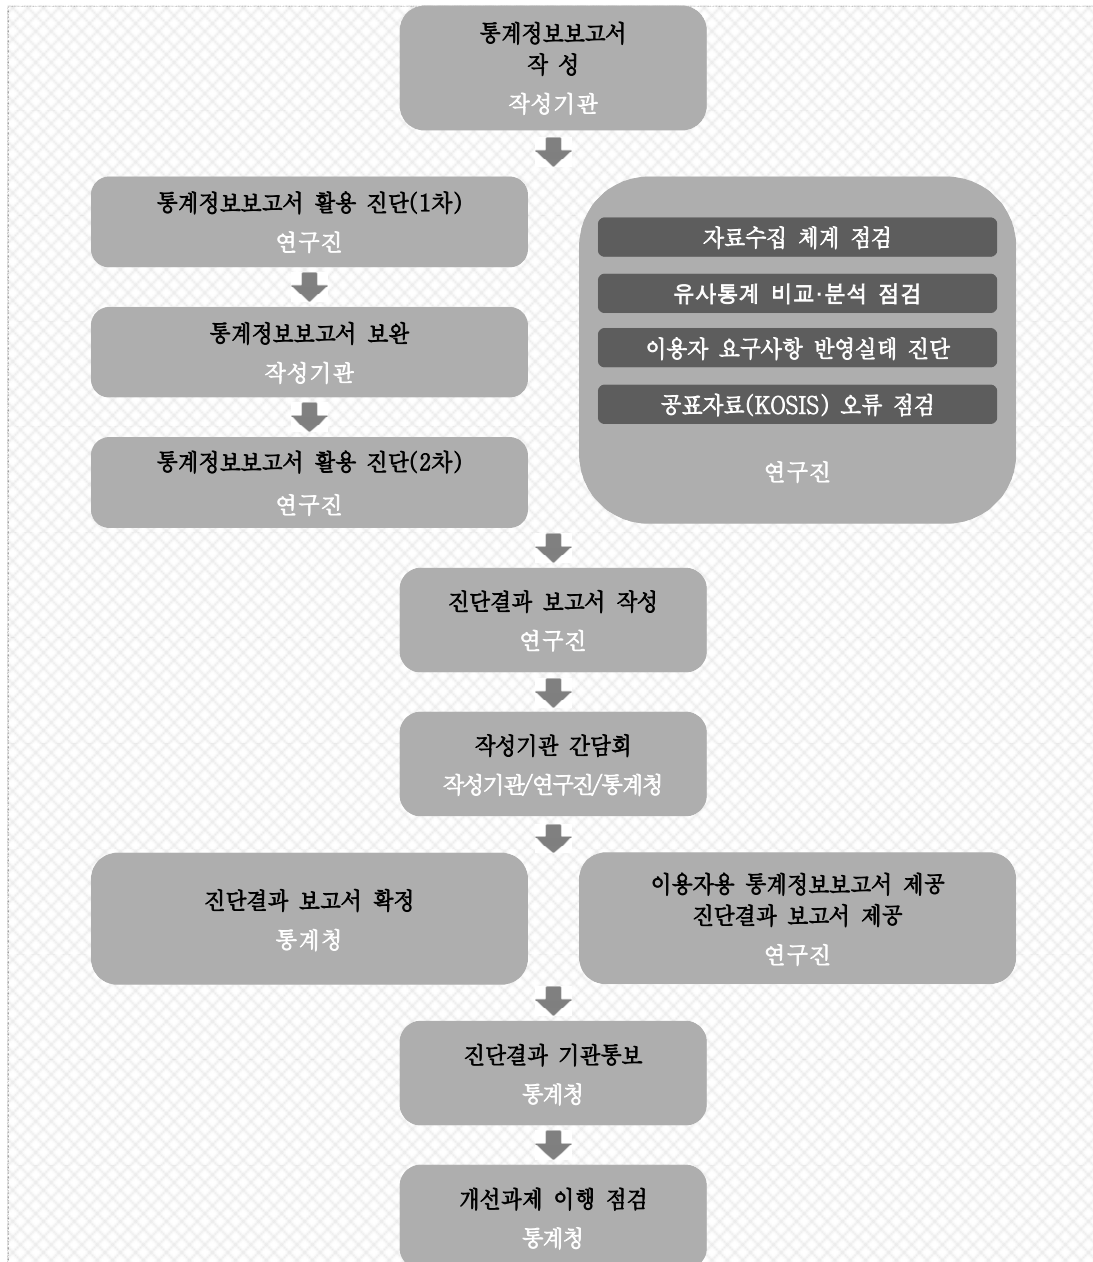 통계정보보고서
작 성
작성기관
통계정보보고서 활용 진단(1차)
연구진
통계정보보고서 보완
작성기관
통계정보보고서 활용 진단(2차)
연구진
자료수집 체계 점검
유사통계 비교·분석 점검
이용자 요구사항 반영실태 진단
공표자료(KOSIS) 오류 점검
연구진
진단결과 보고서 작성
연구진
작성기관 간담회
작성기관/연구진/통계청
진단결과 보고서 확정
통계청
이용자용 통계정보보고서 제공
진단결과 보고서 제공
연구진
진단결과 기관통보
통계청
개선과제 이행 점검
통계청